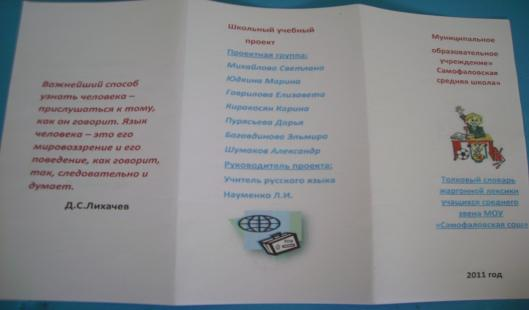 Важнейший способ
узнать человека –
прислушаться к тому,
как он говорит. Язык
человека – это его
мировоззрение и его
поведение, как говорит,
так, следовательно и
думает.
Д.С.Лихачев
Школьный учебный
проект
Проектная группа:
Михайлова Светлана
Юдкина Марина
Гаврилова Елизавета
Киракосян Карина
Пурясьева Дарья
Багавдинова Эльмира
Шумаков Александр
Руководитель проекта:
Учитель русского языка
Науменко Л.И.
Муниципальное
образовательное
учреждение»
Самофаловская
средняя школа»
Толковый словарь
жаргонной лексики
учащихся среднего
звена МОУ
«Самофаловская сош»
2011 год